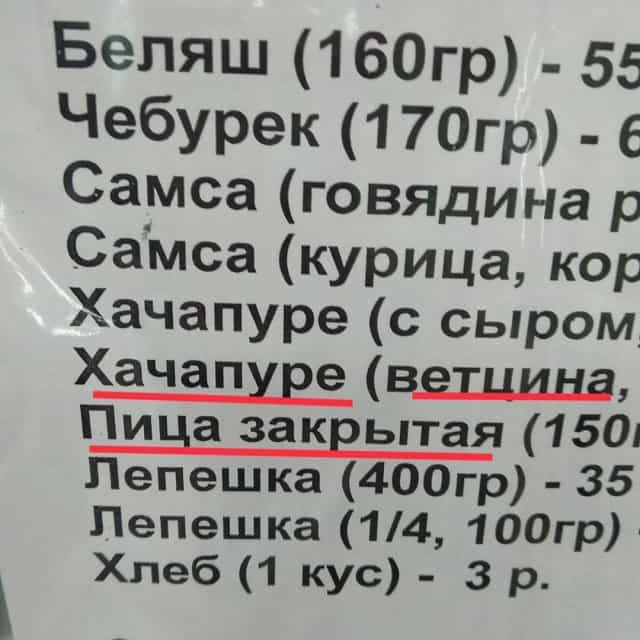 Беляш (160гр) - 55
Чебурек (170гр) - 6
Самса (говядина р
Самса (курица, кор
Хачапуре (с сыром,
Хачапуре (ветцина,
Пица закрытая (150г
Лепешка (400гр) - 35
Лепешка (1/4, 100гр) -
Хлеб (1 кус) - 3 р.